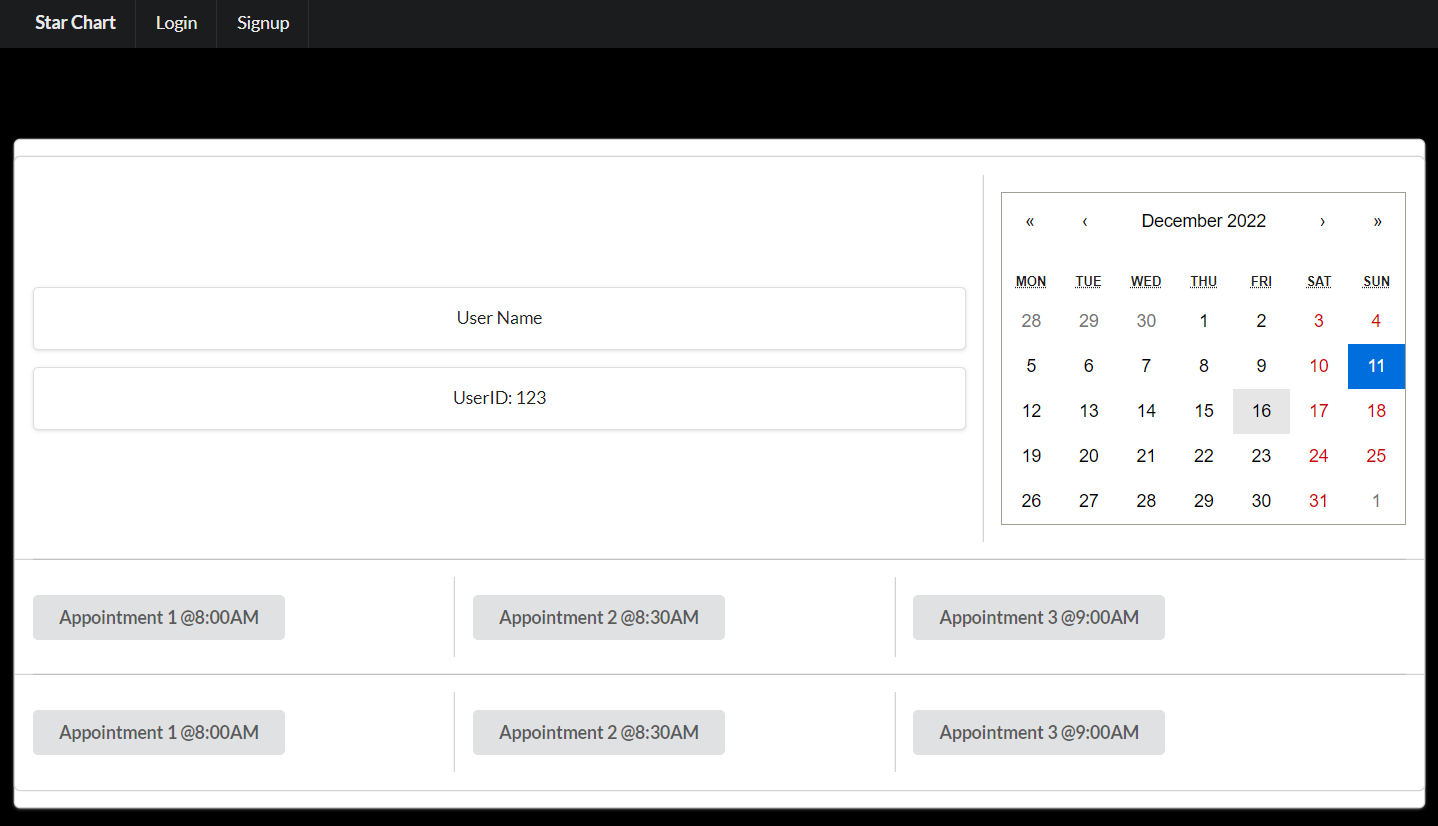 Star Chart Login Signup
« ‹ December 2022 › »
MON TUE WED THU FRI SAT SUN
28 29 30 1 2 3 4
5 6 7 8 9 10 11
12 13 14 15 16 17 18
19 20 21 22 23 24 25
26 27 28 29 30 31 1
User Name
UserID: 123
Appointment 1 @8:00AM Appointment 2 @8:30AM Appointment 3 @9:00AM
Appointment 1 @8:00AM Appointment 2 @8:30AM Appointment 3 @9:00AM